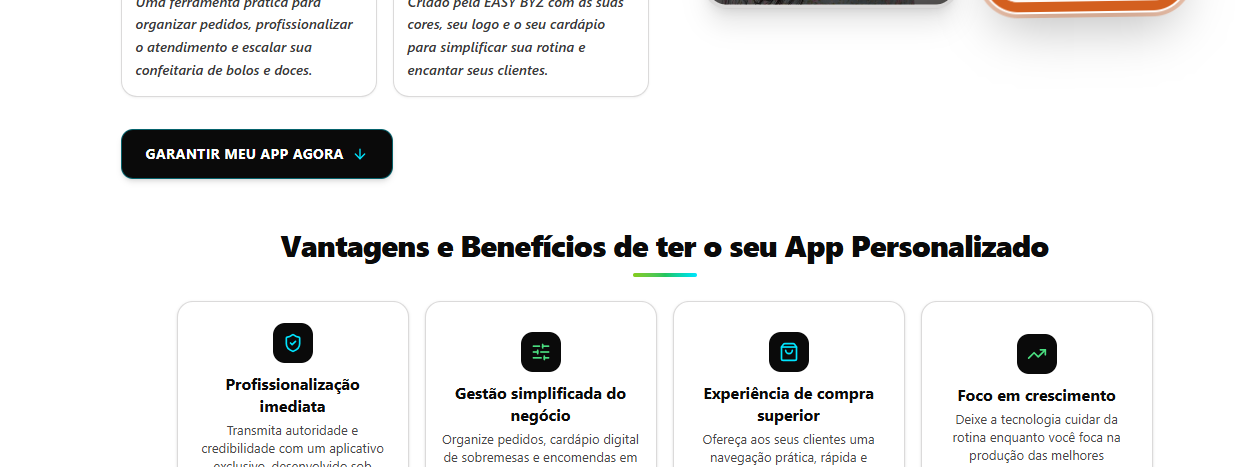 Uma ferramenta prática para
organizar pedidos, profissionalizar
o atendimento e escalar sua
confeitaria de bolos e doces.
Criado pela EASY BYZ com as suas
cores, seu logo e o seu cardápio
para simplificar sua rotina e
encantar seus clientes.
GARANTIR MEU APP AGORA
Vantagens e Benefícios de ter o seu App Personalizado
Profissionalização
imediata
Transmita autoridade e
credibilidade com um aplicativo
exclusivo, desenvolvido sob
Gestão simplificada do
negócio
Organize pedidos, cardápio digital
de sobremesas e encomendas em
Experiência de compra
superior
Ofereça aos seus clientes uma
navegação prática, rápida e
Foco em crescimento
Deixe a tecnologia cuidar da
rotina enquanto você foca na
produção das melhores